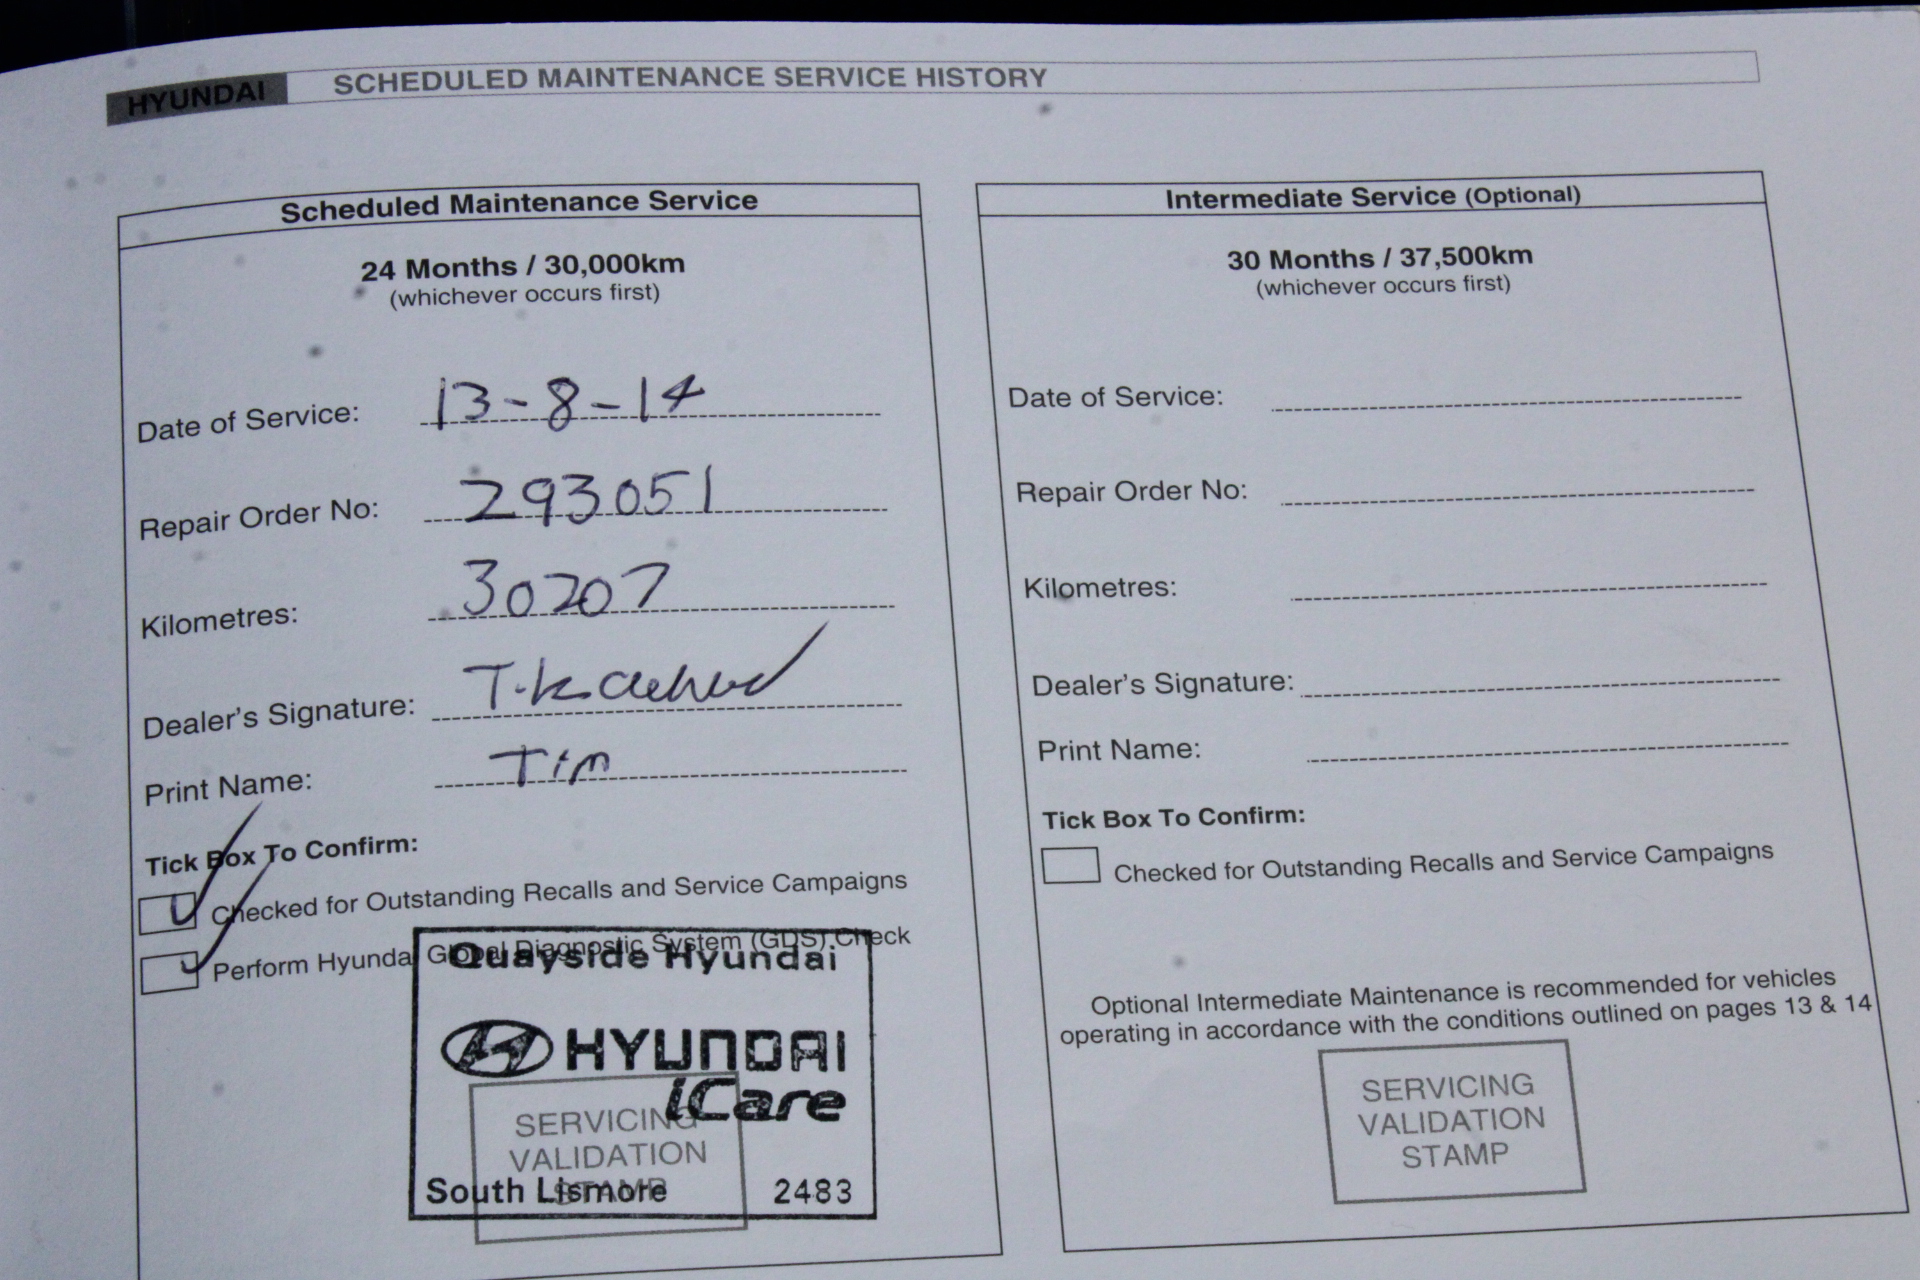 HYUNDAI SCHEDULED MAINTENANCE SERVICE HISTORY
Scheduled Maintenance Service
24 Months / 30,000km
(whichever occurs first)
Date of Service: 13-8-14
Repair Order No: 293051
Kilometres: 30207
Dealer's Signature:
Print Name: Tim
Tick Box To Confirm:
Checked for Outstanding Recalls and Service Campaigns
Perform Hyundai Global Diagnostic System (GDS) Check
Quayside Hyundai
HYUNDAI
iCare
SERVICING
VALIDATION
STAMP
South Lismore 2483
Intermediate Service (Optional)
30 Months / 37,500km
(whichever occurs first)
Date of Service:
Repair Order No:
Kilometres:
Dealer's Signature:
Print Name:
Tick Box To Confirm:
Checked for Outstanding Recalls and Service Campaigns
Optional Intermediate Maintenance is recommended for vehicles
operating in accordance with the conditions outlined on pages 13 & 14
SERVICING
VALIDATION
STAMP